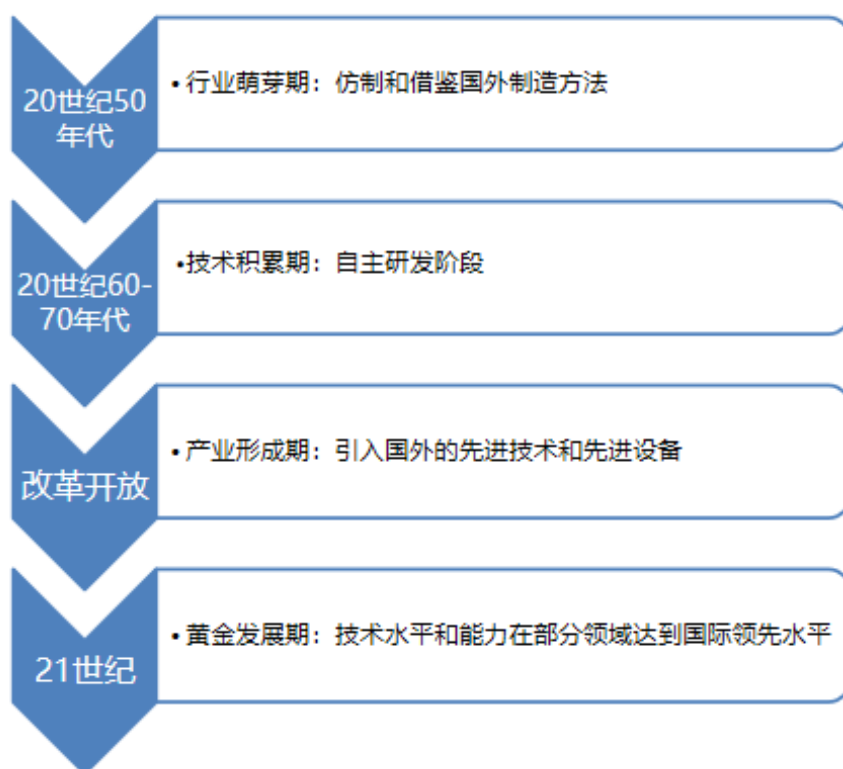 20世纪50
年代
• 行业萌芽期：仿制和借鉴国外制造方法
20世纪60-
70年代
•技术积累期：自主研发阶段
改革开放
• 产业形成期：引入国外的先进技术和先进设备
21世纪
• 黄金发展期：技术水平和能力在部分领域达到国际领先水平